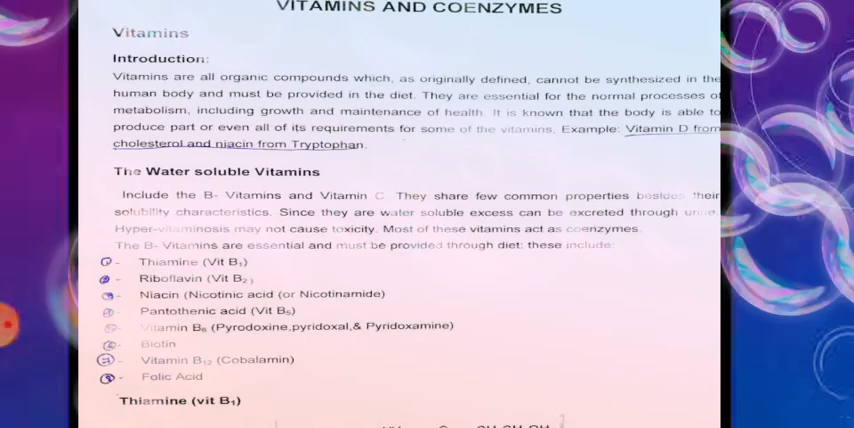 VITAMINS AND COENZYMES
Vitamins
Introduction:
Vitamins are all organic compounds which, as originally defined, cannot be synthesized in the
human body and must be provided in the diet. They are essential for the normal processes of
metabolism, including growth and maintenance of health. It is known that the body is able to
produce part or even all of its requirements for some of the vitamins, Example: Vitamin D from
cholesterol and niacin from Tryptophan.
The Water soluble Vitamins
Include the B- Vitamins and Vitamin C. They share few common properties besides their
solubility characteristics. Since they are water soluble excess can be excreted through urine.
Hyper-vitaminosis may not cause toxicity. Most of these vitamins act as coenzymes.
The B- Vitamins are essential and must be provided through diet; these include:
- Thiamine (Vit B₁)
- Riboflavin (Vit B₂)
- Niacin (Nicotinic acid (or Nicotinamide)
- Pantothenic acid (Vit B₅)
- Vitamin B₆ (Pyrodoxine,pyridoxal,& Pyridoxamine)
- Biotin
- Vitamin B₁₂ (Cobalamin)
- Folic Acid
Thiamine (vit B₁)